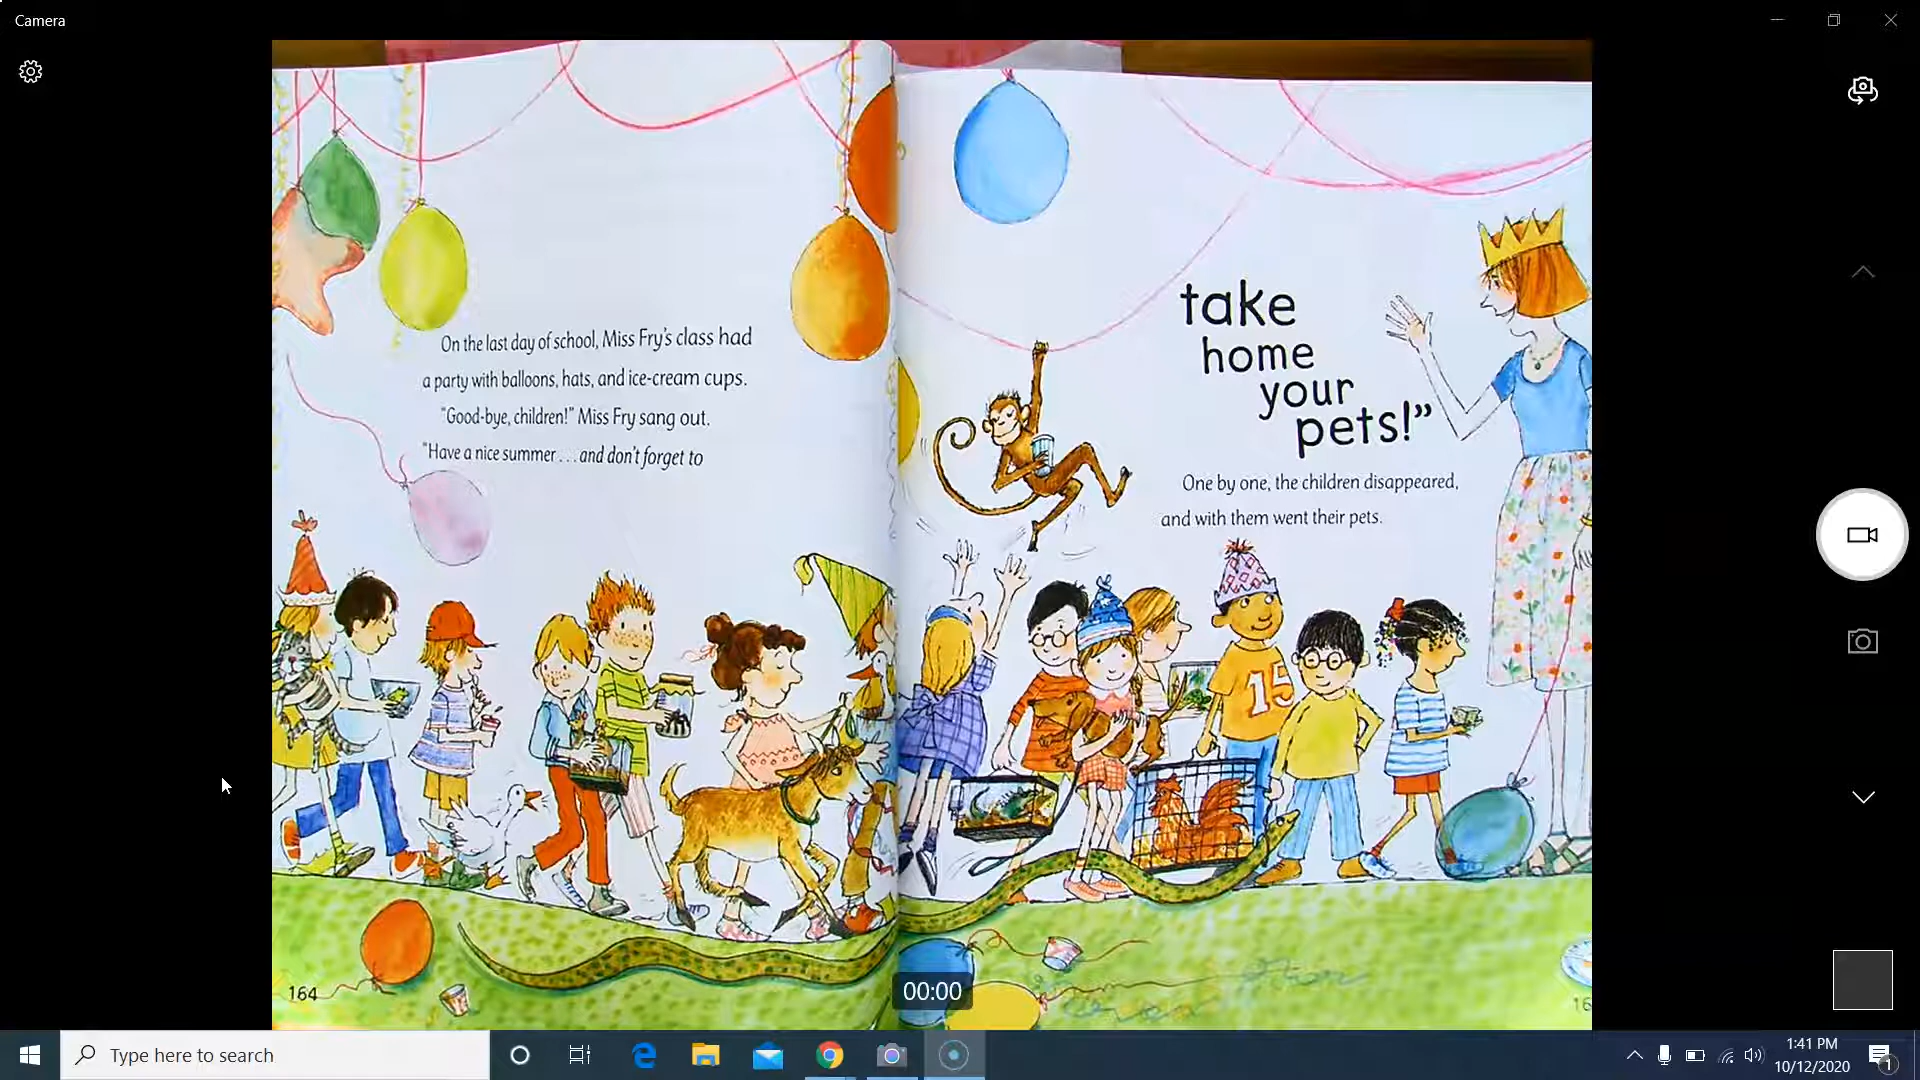 Camera
On the last day of school, Miss Fry's class had
a party with balloons, hats, and ice-cream cups.
"Good-bye, children!" Miss Fry sang out.
"Have a nice summer . . . and don't forget to
164
take
home
your
pets!"
One by one, the children disappeared,
and with them went their pets.
15
00:00
Type here to search
1:41 PM
10/12/2020
1